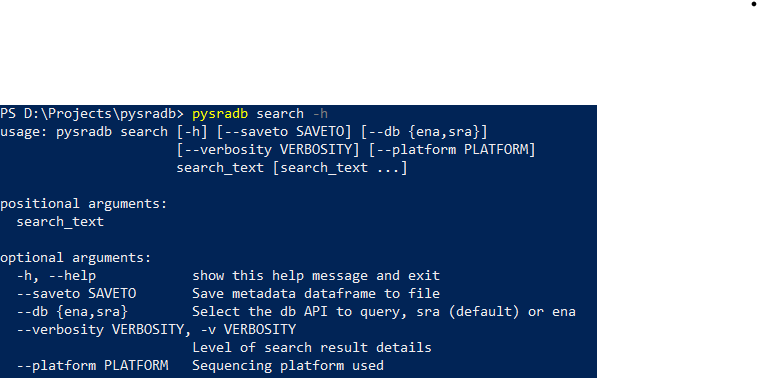 PS D:\Projects\pysradb> pysradb search -h
usage: pysradb search [-h] [--saveto SAVETO] [--db {ena,sra}]
                      [--verbosity VERBOSITY] [--platform PLATFORM]
                      search_text [search_text ...]

positional arguments:
  search_text

optional arguments:
  -h, --help            show this help message and exit
  --saveto SAVETO       Save metadata dataframe to file
  --db {ena,sra}        Select the db API to query, sra (default) or ena
  --verbosity VERBOSITY, -v VERBOSITY
                        Level of search result details
  --platform PLATFORM   Sequencing platform used